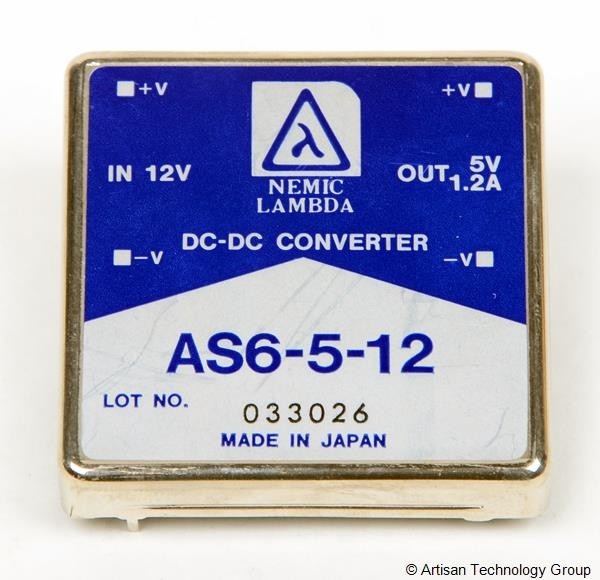 +V +V
λ
IN 12V OUT 5V 1.2A
NEMIC
LAMBDA
DC-DC CONVERTER
-V -V
AS6-5-12
LOT NO. 033026
MADE IN JAPAN
© Artisan Technology Group